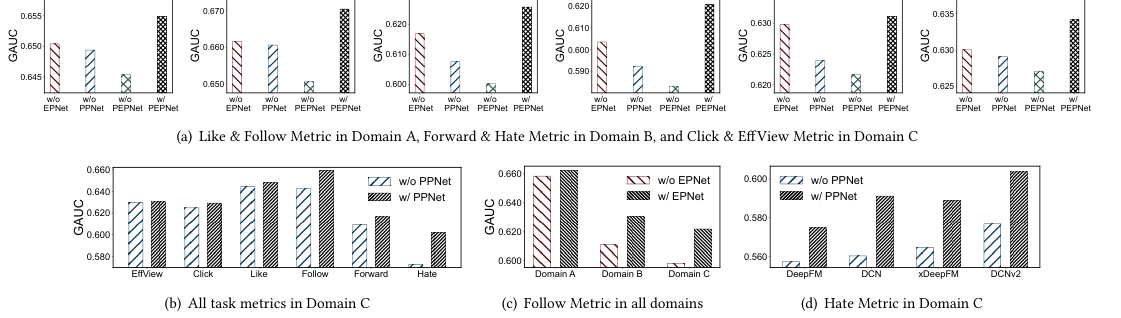 0.655 0.670 0.620 0.620 0.630 0.635
0.650 0.660 0.610 0.600 0.625 0.630
0.645 0.650 0.600 0.590 0.620 0.625
GAUC GAUC GAUC GAUC GAUC GAUC
w/o w/o w/o w/ w/o w/o w/o w/ w/o w/o w/o w/ w/o w/o w/o w/ w/o w/o w/o w/ w/o w/o w/o w/
EPNet PPNet PEPNet PEPNet EPNet PPNet PEPNet PEPNet EPNet PPNet PEPNet PEPNet EPNet PPNet PEPNet PEPNet EPNet PPNet PEPNet PEPNet EPNet PPNet PEPNet PEPNet
(a) Like & Follow Metric in Domain A, Forward & Hate Metric in Domain B, and Click & EffView Metric in Domain C
GAUC
0.660
0.640
0.620
0.600
0.580
w/o PPNet
w/ PPNet
EffView Click Like Follow Forward Hate
(b) All task metrics in Domain C
GAUC
0.660
0.640
0.620
0.600
w/o EPNet
w/ EPNet
Domain A Domain B Domain C
(c) Follow Metric in all domains
GAUC
0.600
0.580
0.560
w/o PPNet
w/ PPNet
DeepFM DCN xDeepFM DCNv2
(d) Hate Metric in Domain C